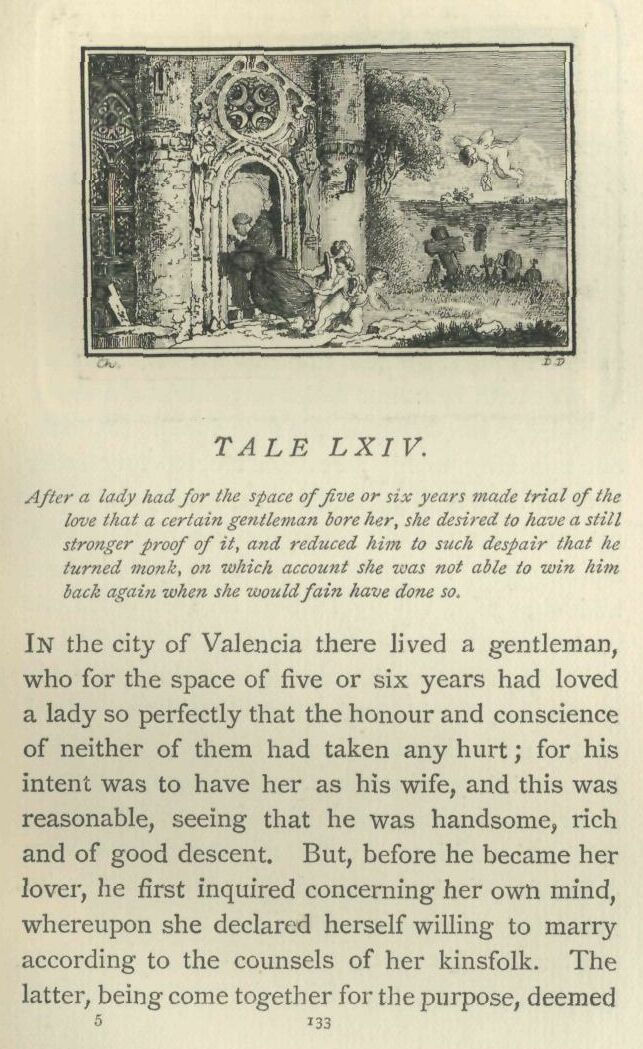 Ch.
D.D
TALE LXIV.
After a lady had for the space of five or six years made trial of the
love that a certain gentleman bore her, she desired to have a still
stronger proof of it, and reduced him to such despair that he
turned monk, on which account she was not able to win him
back again when she would fain have done so.
IN the city of Valencia there lived a gentleman,
who for the space of five or six years had loved
a lady so perfectly that the honour and conscience
of neither of them had taken any hurt; for his
intent was to have her as his wife, and this was
reasonable, seeing that he was handsome, rich
and of good descent. But, before he became her
lover, he first inquired concerning her own mind,
whereupon she declared herself willing to marry
according to the counsels of her kinsfolk. The
latter, being come together for the purpose, deemed
5
133